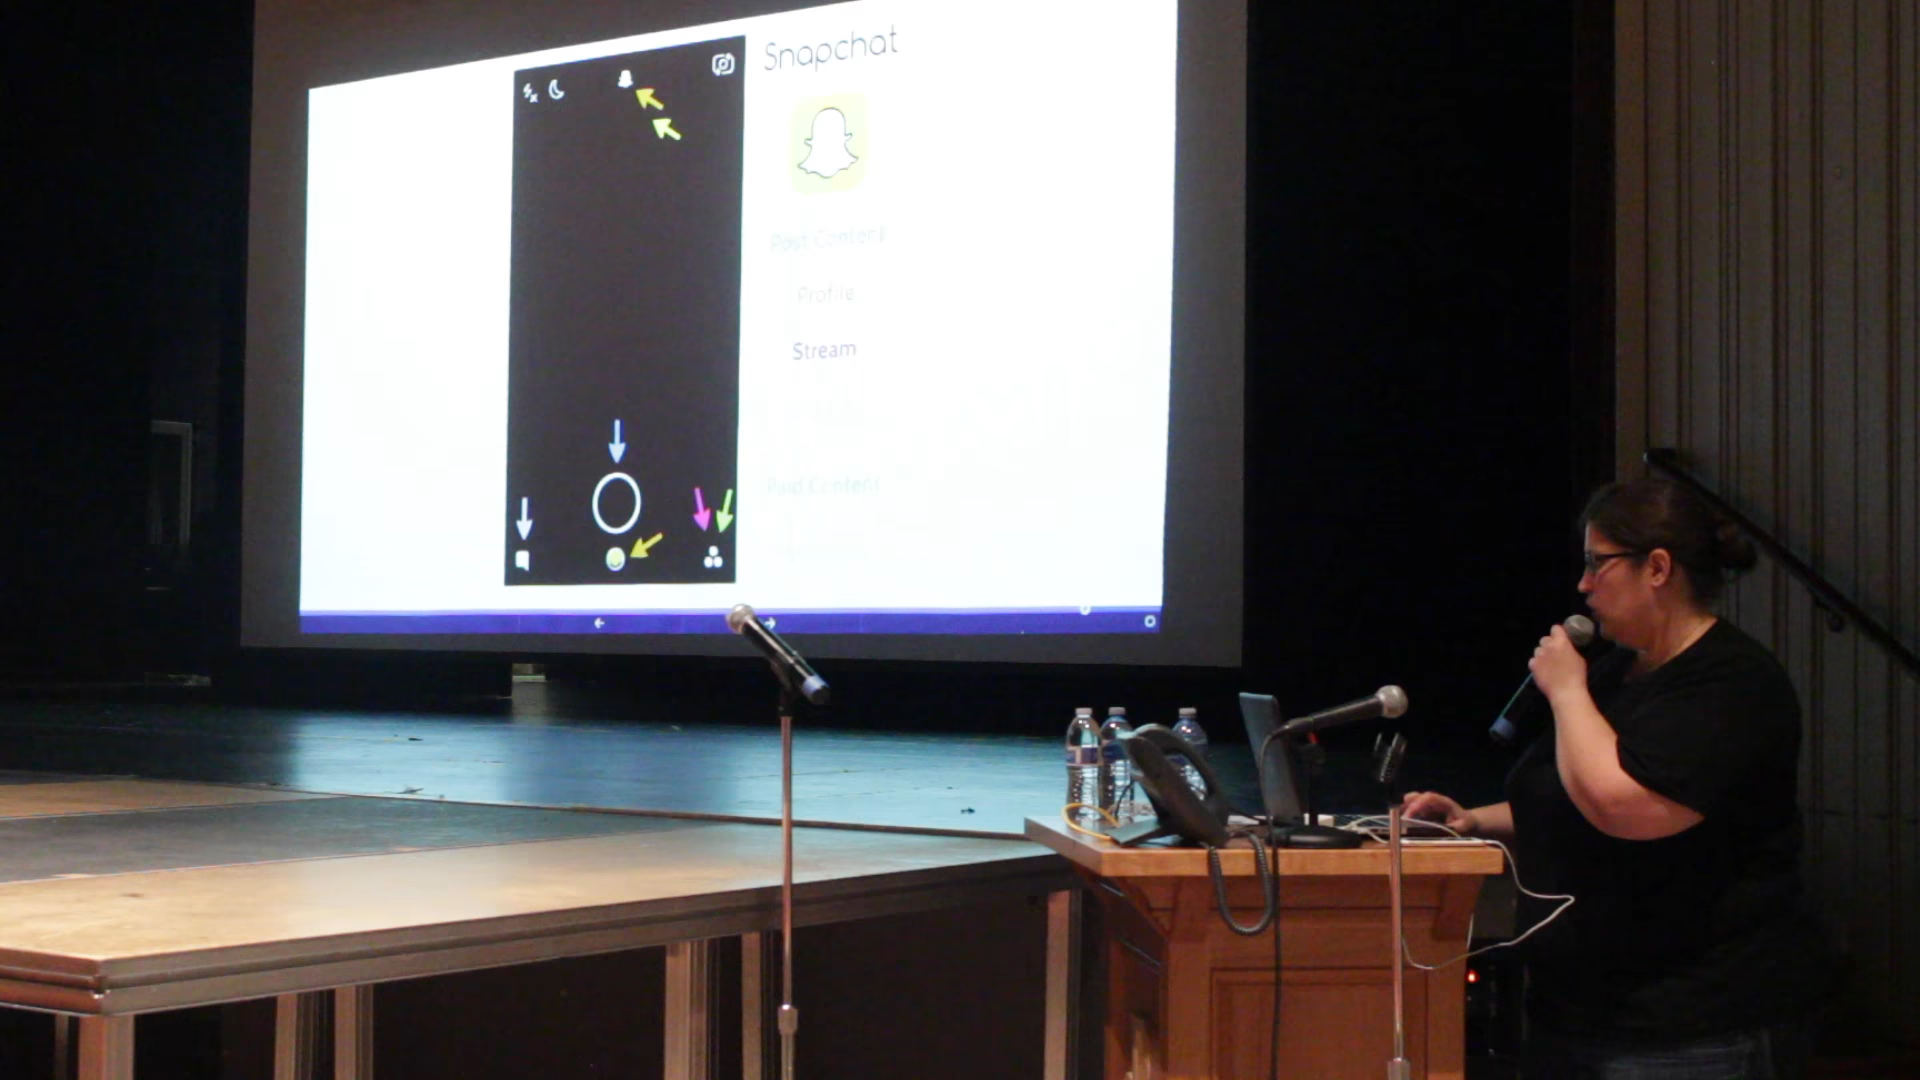 Snapchat
Post Content
Profile
Stream
Paid Content